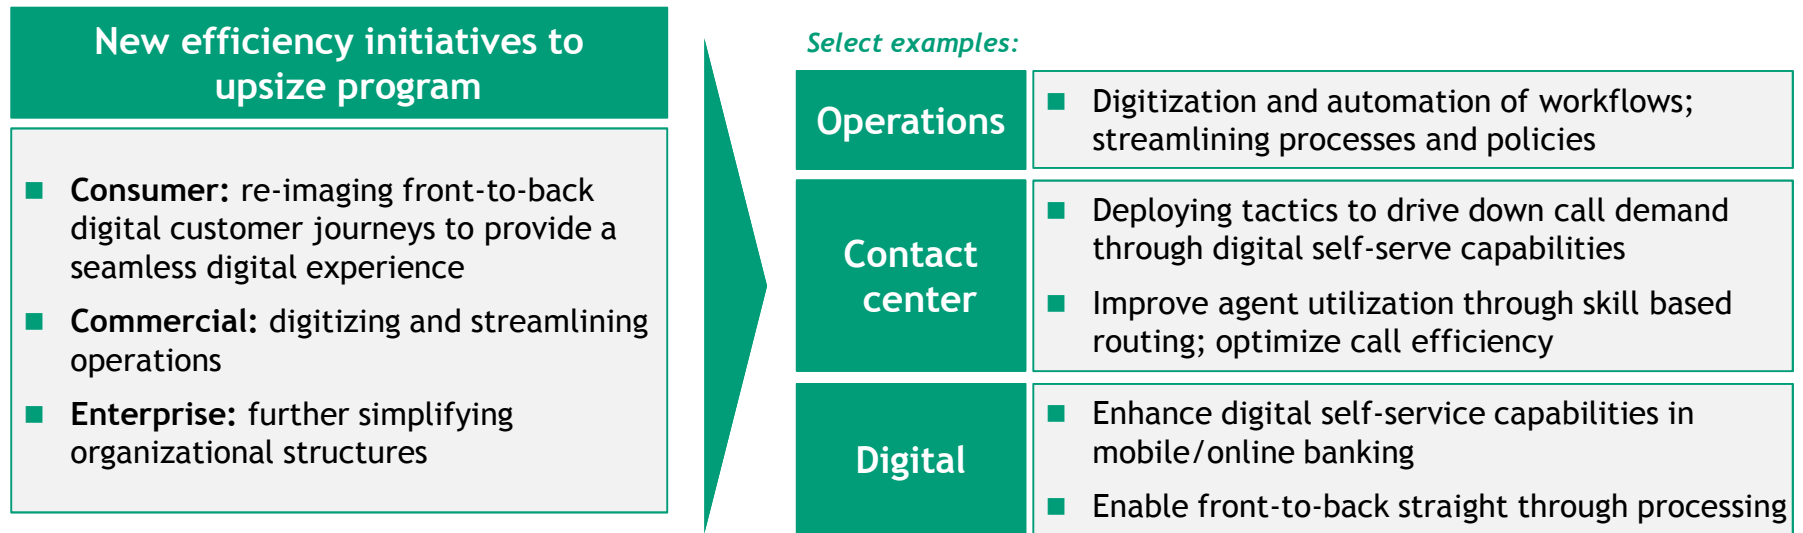 New efficiency initiatives to
upsize program
■ Consumer: re-imaging front-to-back
digital customer journeys to provide a
seamless digital experience
■ Commercial: digitizing and streamlining
operations
■ Enterprise: further simplifying
organizational structures
Select examples:
Operations
■ Digitization and automation of workflows;
streamlining processes and policies
Contact
center
■ Deploying tactics to drive down call demand
through digital self-serve capabilities
■ Improve agent utilization through skill based
routing; optimize call efficiency
Digital
■ Enhance digital self-service capabilities in
mobile/online banking
■ Enable front-to-back straight through processing